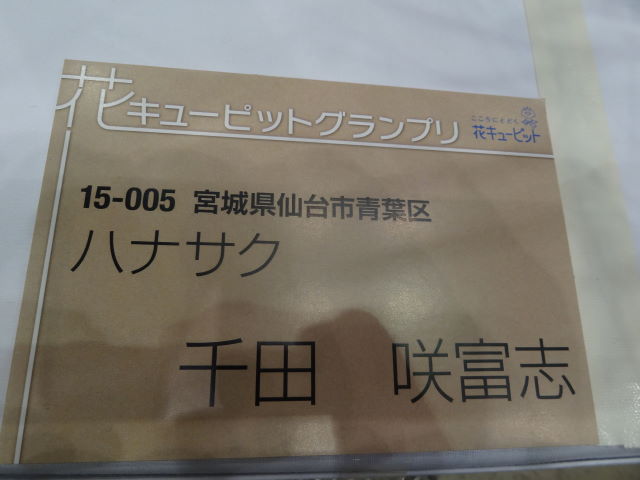 花キューピットグランプリ
こころにとどく
花キューピット
15-005 宮城県仙台市青葉区
ハナサク
千田 咲富志